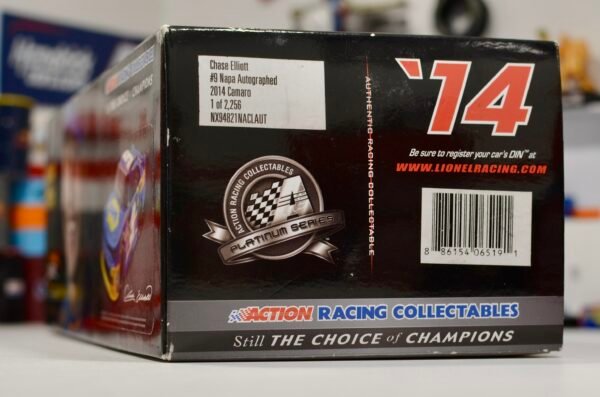 Chase Elliott
#9 Napa Autographed
2014 Camaro
1 of 2,256
NX94821NACLAUT
AUTHENTIC RACING COLLECTABLE
'14
Be sure to register your car's DIN™ at
WWW.LIONELRACING.COM
8 86154 06519 1
ACTION RACING COLLECTABLES
PLATINUM SERIES
ACTION RACING COLLECTABLES
Still THE CHOICE of CHAMPIONS